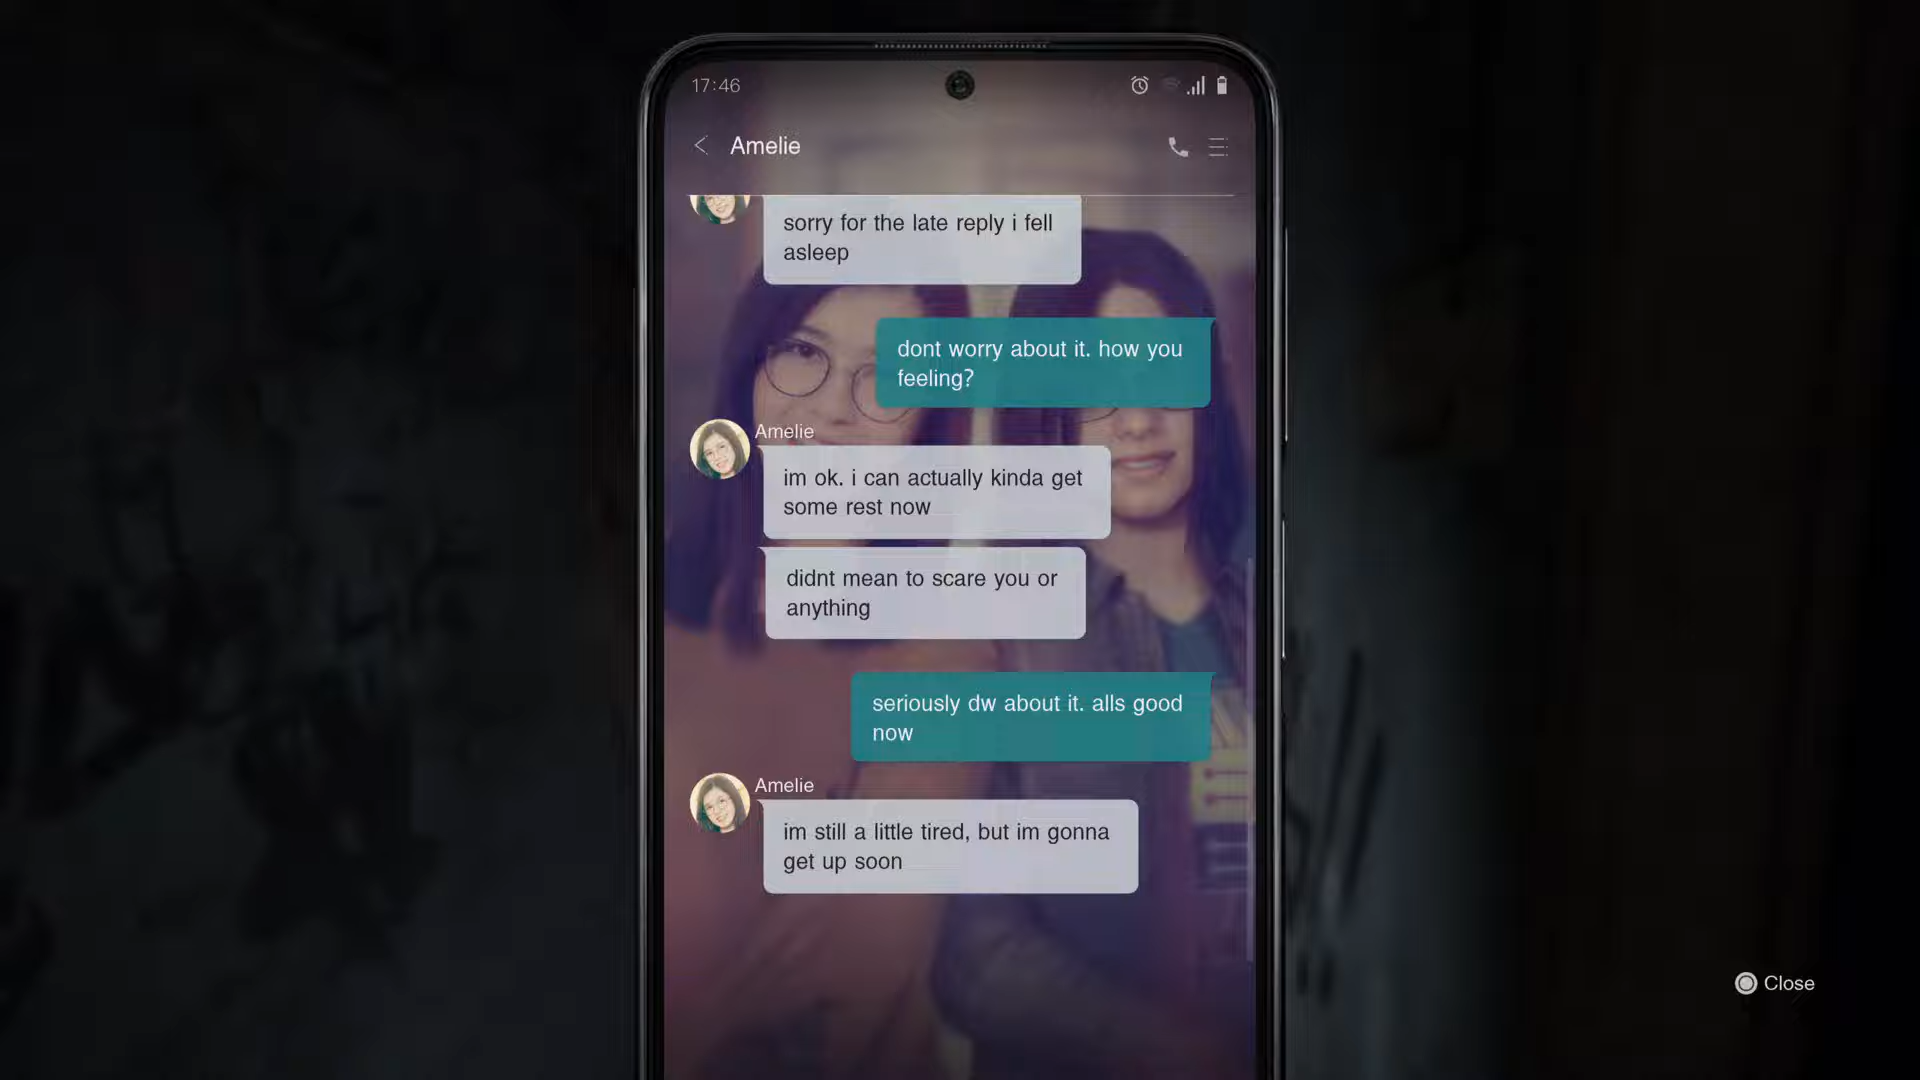 17:46
Amelie
sorry for the late reply i fell
asleep
dont worry about it. how you
feeling?
Amelie
im ok. i can actually kinda get
some rest now
didnt mean to scare you or
anything
seriously dw about it. alls good
now
Amelie
im still a little tired, but im gonna
get up soon
Close